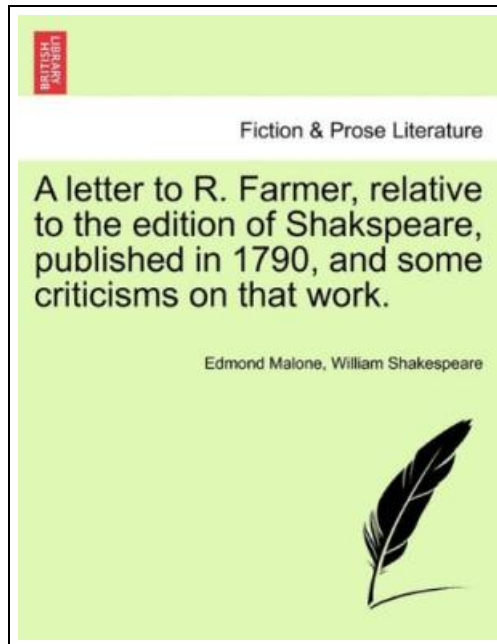 BRITISH
LIBRARY
Fiction & Prose Literature
A letter to R. Farmer, relative
to the edition of Shakspeare,
published in 1790, and some
criticisms on that work.
Edmond Malone, William Shakespeare